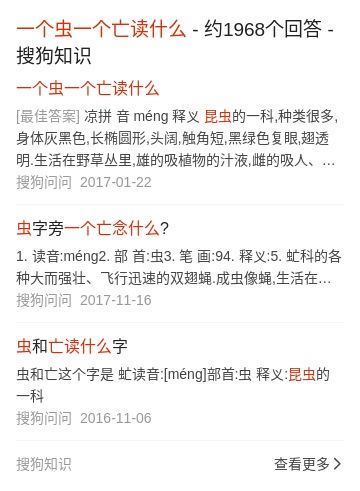 一个虫一个亡读什么 - 约1968个回答 -
搜狗知识
一个虫一个亡读什么
[最佳答案] 凉拼 音 méng 释义 昆虫的一科,种类很多,
身体灰黑色,长椭圆形,头阔,触角短,黑绿色复眼,翅透
明.生活在野草丛里,雄的吸植物的汁液,雌的吸人、…
搜狗问问 2017-01-22
虫字旁一个亡念什么?
1. 读音:méng2. 部 首:虫3. 笔 画:94. 释义:5. 虻科的各
种大而强壮、飞行迅速的双翅蝇.成虫像蝇,生活在…
搜狗问问 2017-11-16
虫和亡读什么字
虫和亡这个字是 虻读音:[méng]部首:虫 释义:昆虫的
一科
搜狗问问 2016-11-06
搜狗知识 查看更多